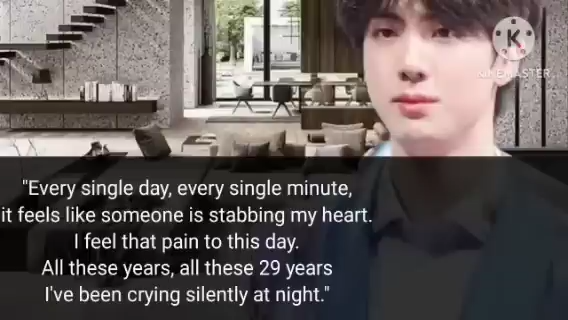 KINEMASTER
"Every single day, every single minute,
it feels like someone is stabbing my heart.
I feel that pain to this day.
All these years, all these 29 years
I've been crying silently at night."